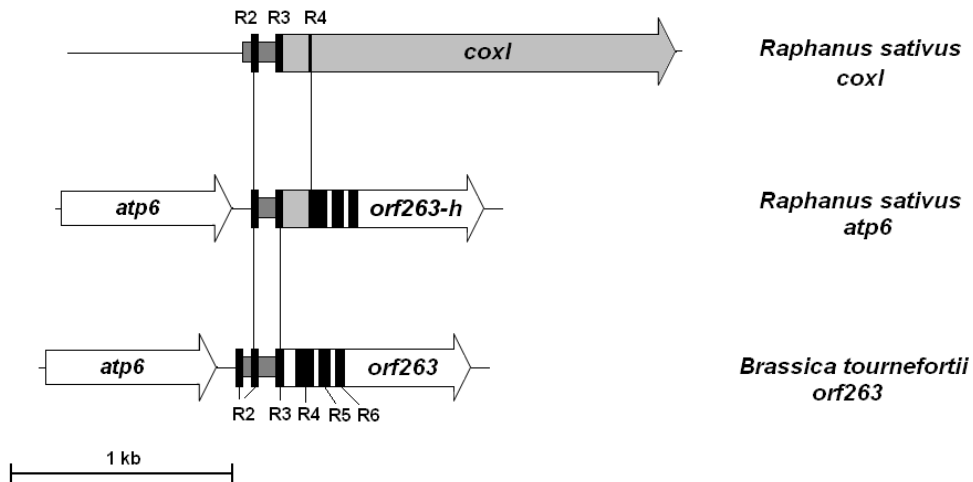 R2 R3 R4
coxI
Raphanus sativus
coxI
atp6
orf263-h
Raphanus sativus
atp6
atp6
orf263
Brassica tournefortii
orf263
R2 R3 R4 R5 R6
1 kb